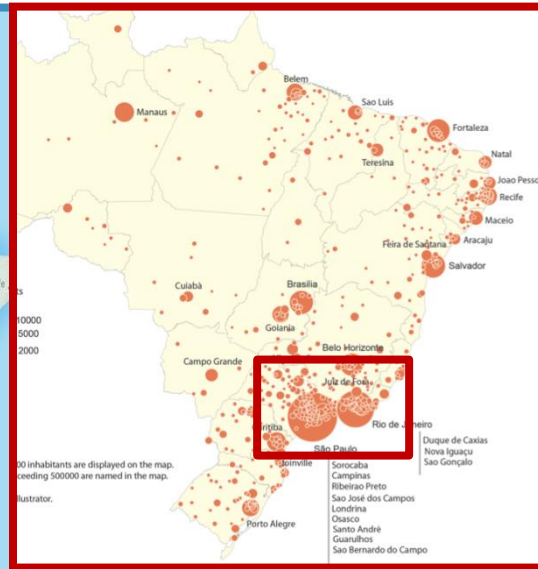 Belem
Sao Luis
Manaus
Fortaleza
Teresina
Natal
Joao Pesso
Recife
Maceio
Aracaju
Feira de Santana
Salvador
Cuiabà
Brasilia
Goiania
10000
5000
2000
Belo Horizonte
Campo Grande
Juiz de Fora
Rio de Janeiro
Curitiba
São Paulo
Duque de Caxias
Nova Iguaçu
Sao Gonçalo
00 inhabitants are displayed on the map.
ceeding 500000 are named in the map.
Joinville
llustrator.
Sorocaba
Campinas
Ribeirao Preto
Sao José dos Campos
Londrina
Osasco
Santo Andrè
Guarulhos
Sao Bernardo do Campo
Porto Alegre